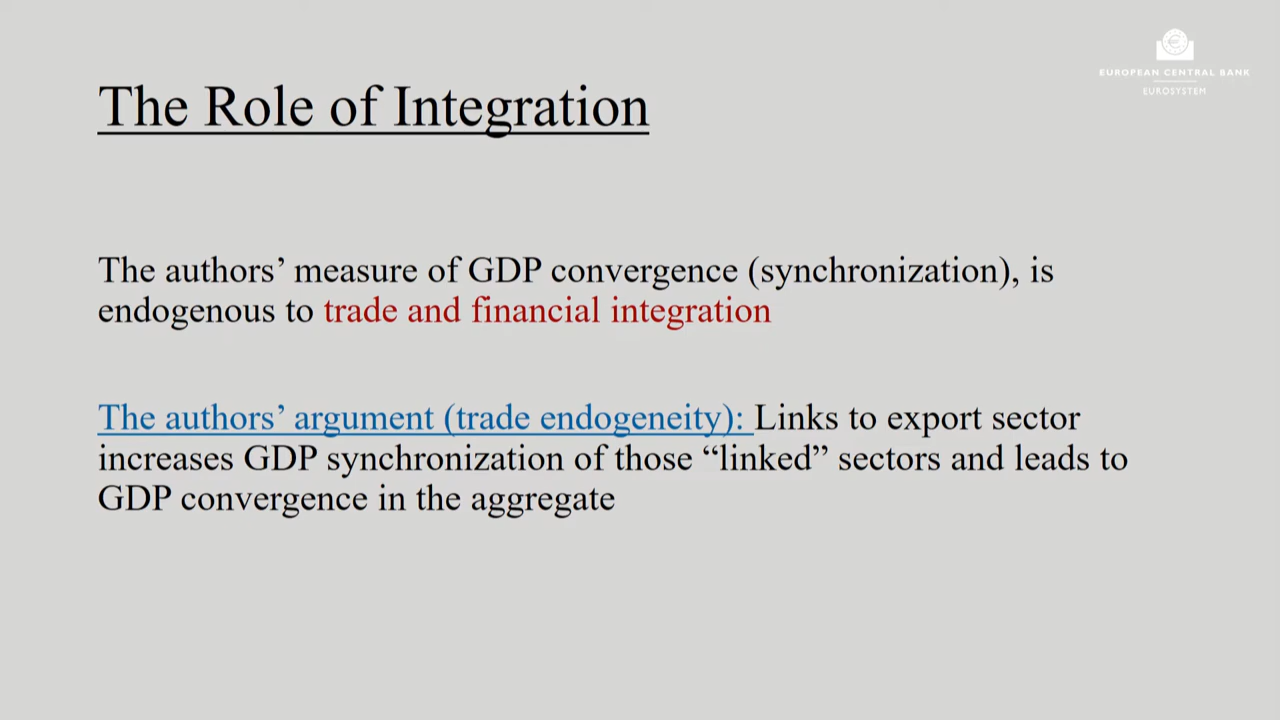 EUROPEAN CENTRAL BANK
EUROSYSTEM
The Role of Integration
The authors’ measure of GDP convergence (synchronization), is
endogenous to trade and financial integration
The authors’ argument (trade endogeneity): Links to export sector
increases GDP synchronization of those “linked” sectors and leads to
GDP convergence in the aggregate